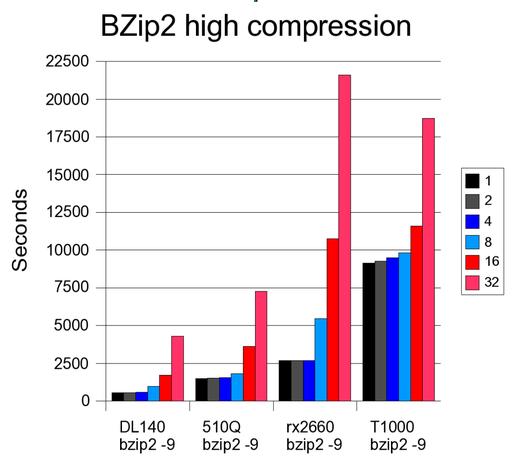 BZip2 high compression
Seconds
22500
20000
17500
15000
12500
10000
7500
5000
2500
0
DL140
bzip2 -9
510Q
bzip2 -9
rx2660
bzip2 -9
T1000
bzip2 -9
1
2
4
8
16
32